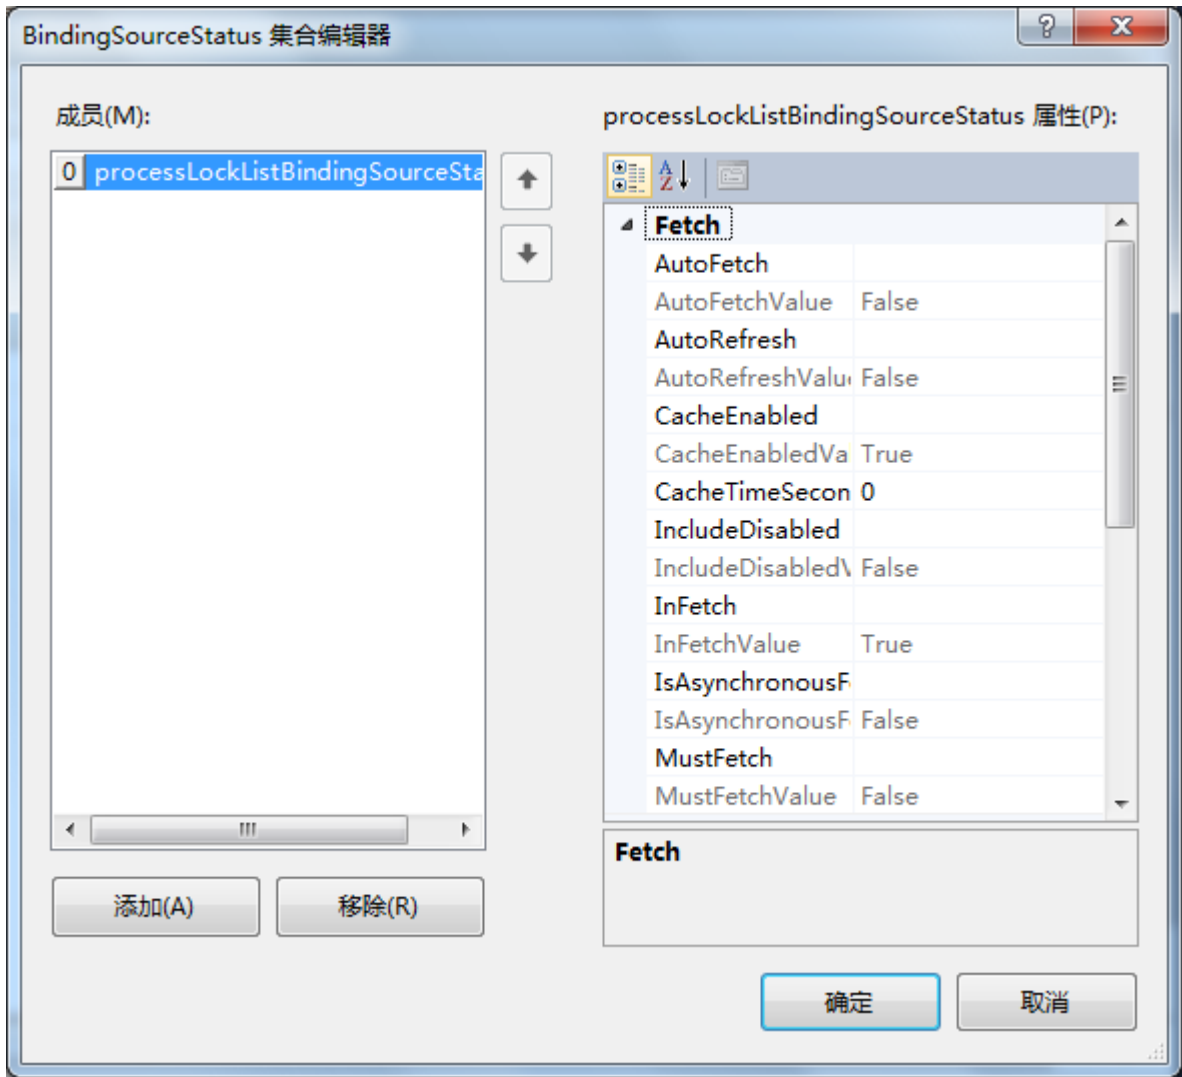 BindingSourceStatus 集合编辑器
成员(M):
0 processLockListBindingSourceSta
添加(A)
移除(R)
processLockListBindingSourceStatus 属性(P):
Fetch
AutoFetch
AutoFetchValue False
AutoRefresh
AutoRefreshValu False
CacheEnabled
CacheEnabledVa True
CacheTimeSecon 0
IncludeDisabled
IncludeDisabledV False
InFetch
InFetchValue True
IsAsynchronousF
IsAsynchronousF False
MustFetch
MustFetchValue False
Fetch
确定
取消